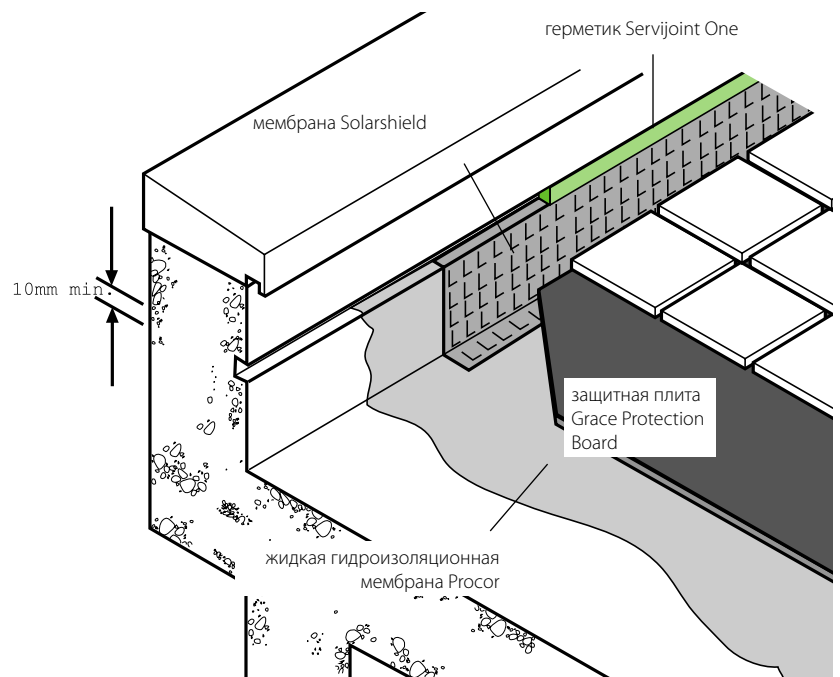 герметик Servijoint One
мембрана Solarshield
10mm min.
защитная плита
Grace Protection
Board
жидкая гидроизоляционная
мембрана Procor